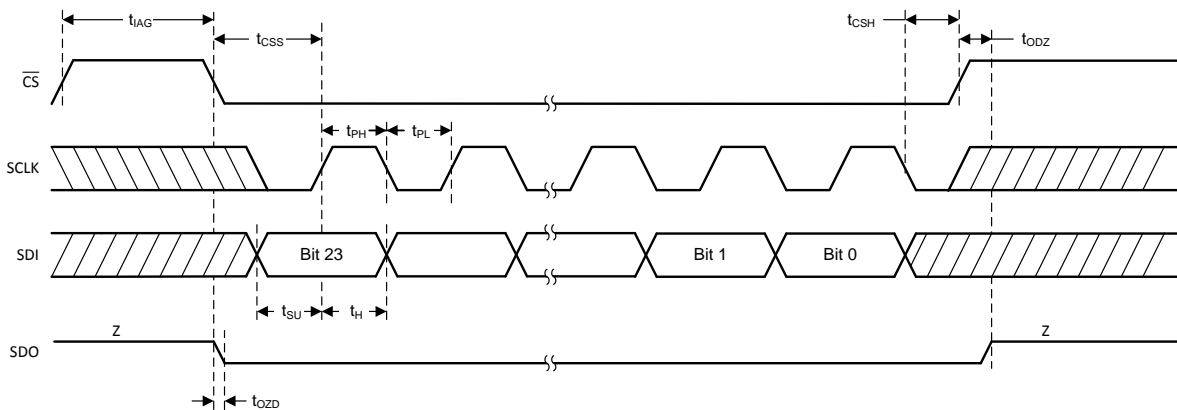 tIAG
tCSS
tCSH
tODZ
CS
tPH
tPL
SCLK
SDI
Bit 23
Bit 1
Bit 0
tSU
tH
Z
Z
SDO
tOZD